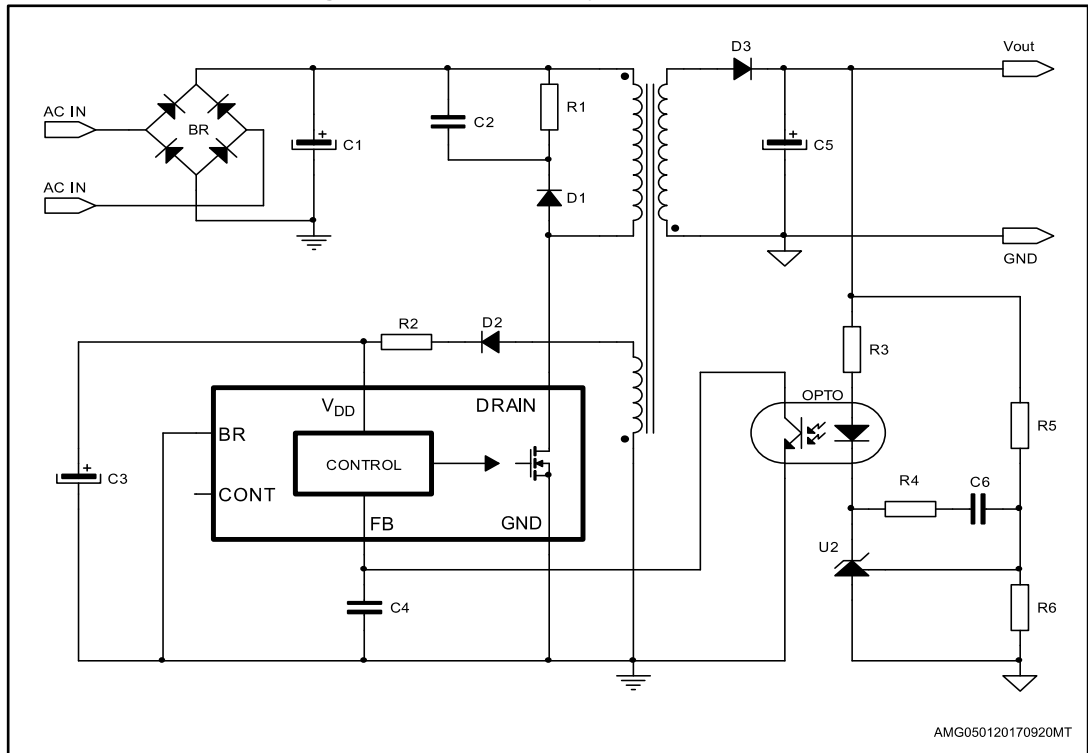 D3
Vout
AC IN
BR
C1
C2
R1
C5
AC IN
D1
GND
R2
D2
R3
OPTO
VDD
DRAIN
BR
R5
CONTROL
C3
CONT
R4
C6
FB
GND
U2
C4
R6
AMG050120170920MT